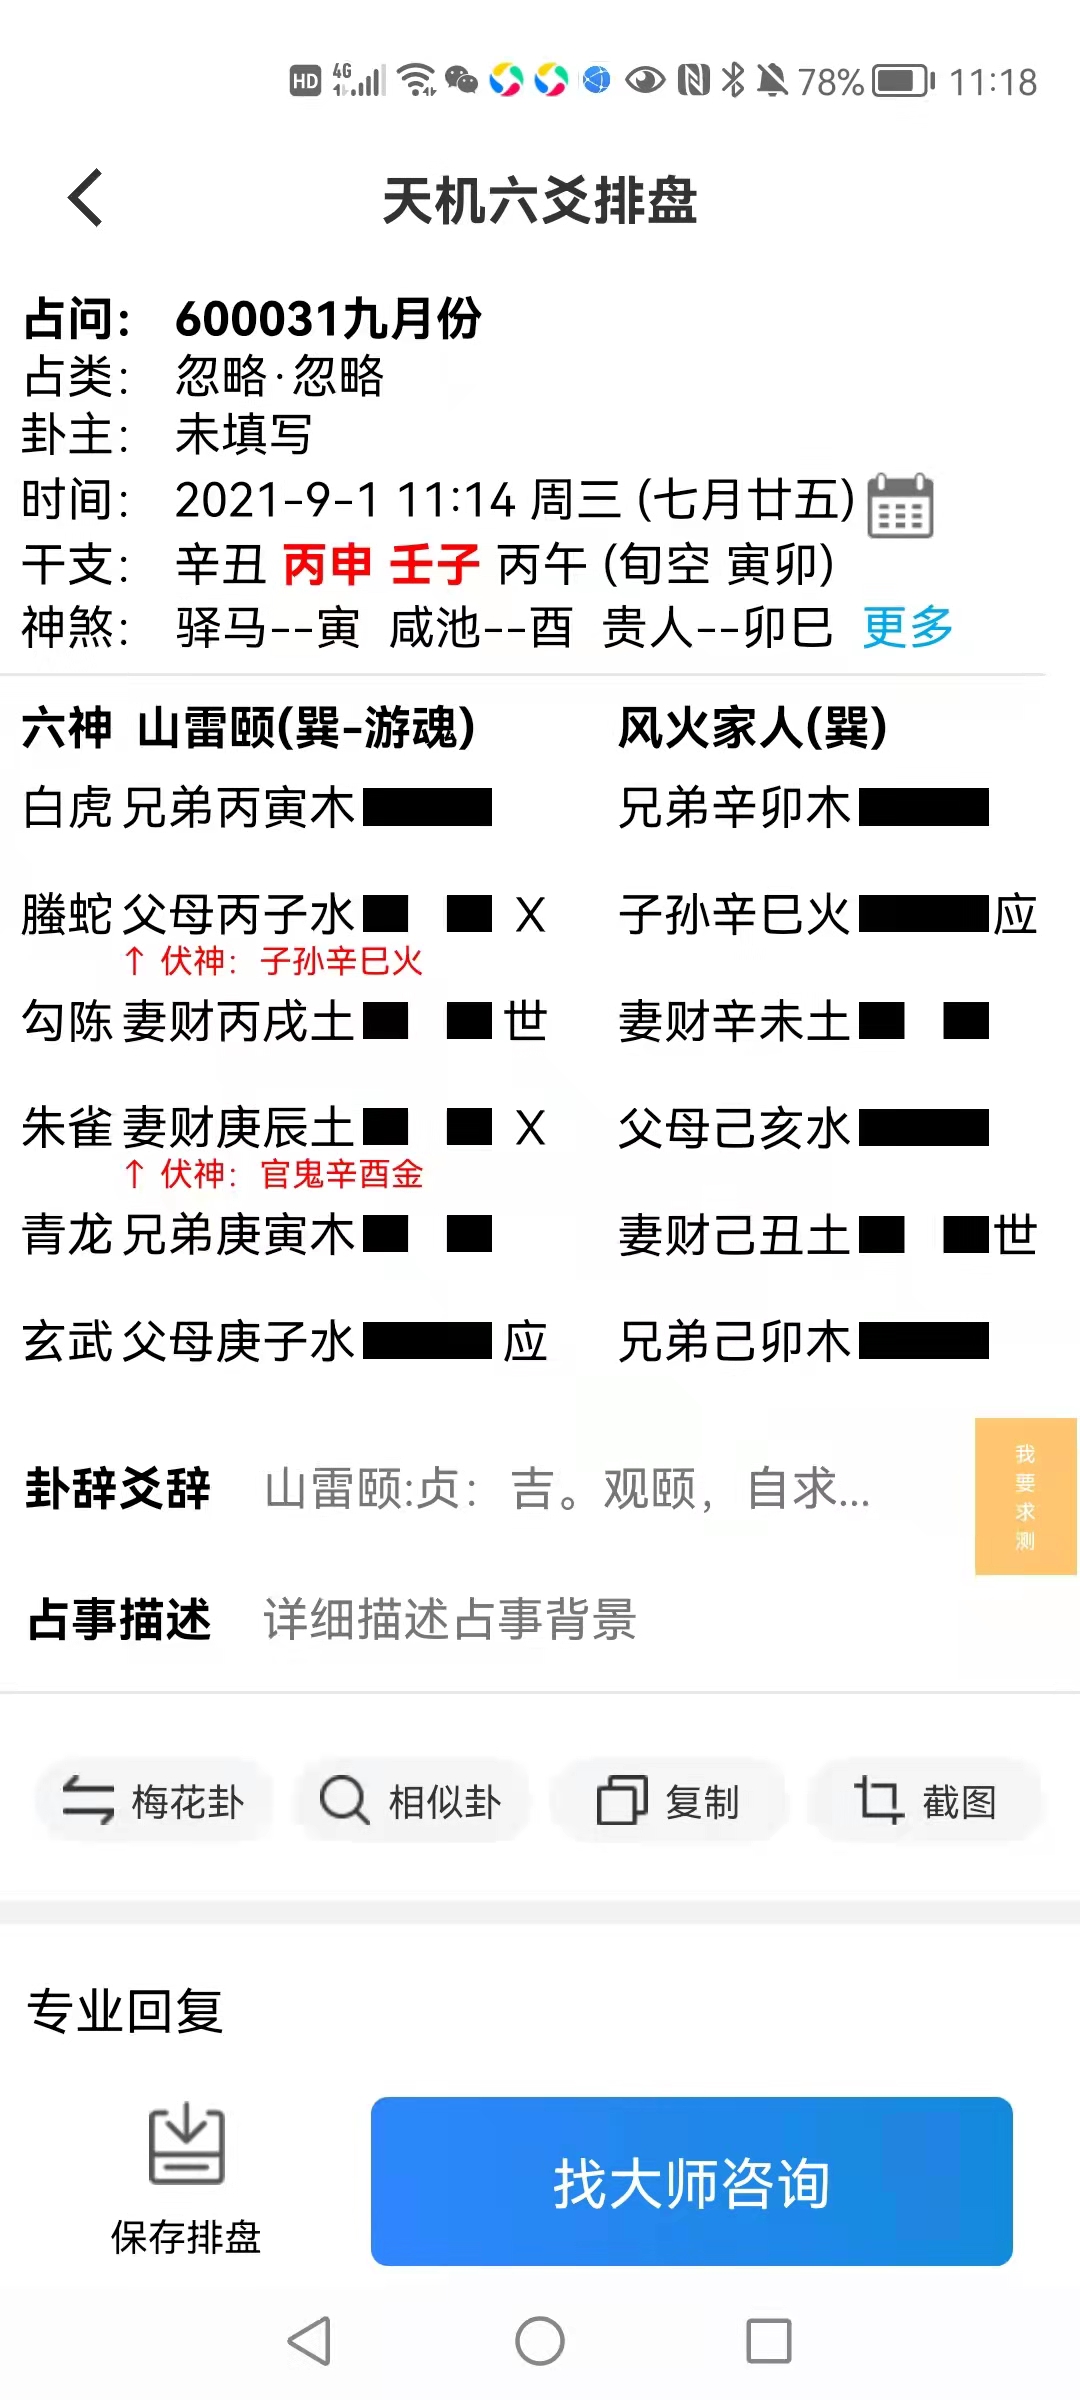 HD 4G 78% 11:18
天机六爻排盘
占问： 600031九月份
占类： 忽略·忽略
卦主： 未填写
时间： 2021-9-1 11:14 周三 (七月廿五)
干支： 辛丑 丙申 壬子 丙午 (旬空 寅卯)
神煞： 驿马--寅 咸池--酉 贵人--卯巳 更多
六神 山雷颐(巽-游魂) 风火家人(巽)
白虎 兄弟丙寅木 兄弟辛卯木
螣蛇 父母丙子水 X 子孙辛巳火 应
↑ 伏神：子孙辛巳火
勾陈 妻财丙戌土 世 妻财辛未土
朱雀 妻财庚辰土 X 父母己亥水
↑ 伏神：官鬼辛酉金
青龙 兄弟庚寅木 妻财己丑土 世
玄武 父母庚子水 应 兄弟己卯木
我要求测
卦辞爻辞 山雷颐:贞：吉。观颐，自求...
占事描述 详细描述占事背景
梅花卦 相似卦 复制 截图
专业回复
保存排盘 找大师咨询